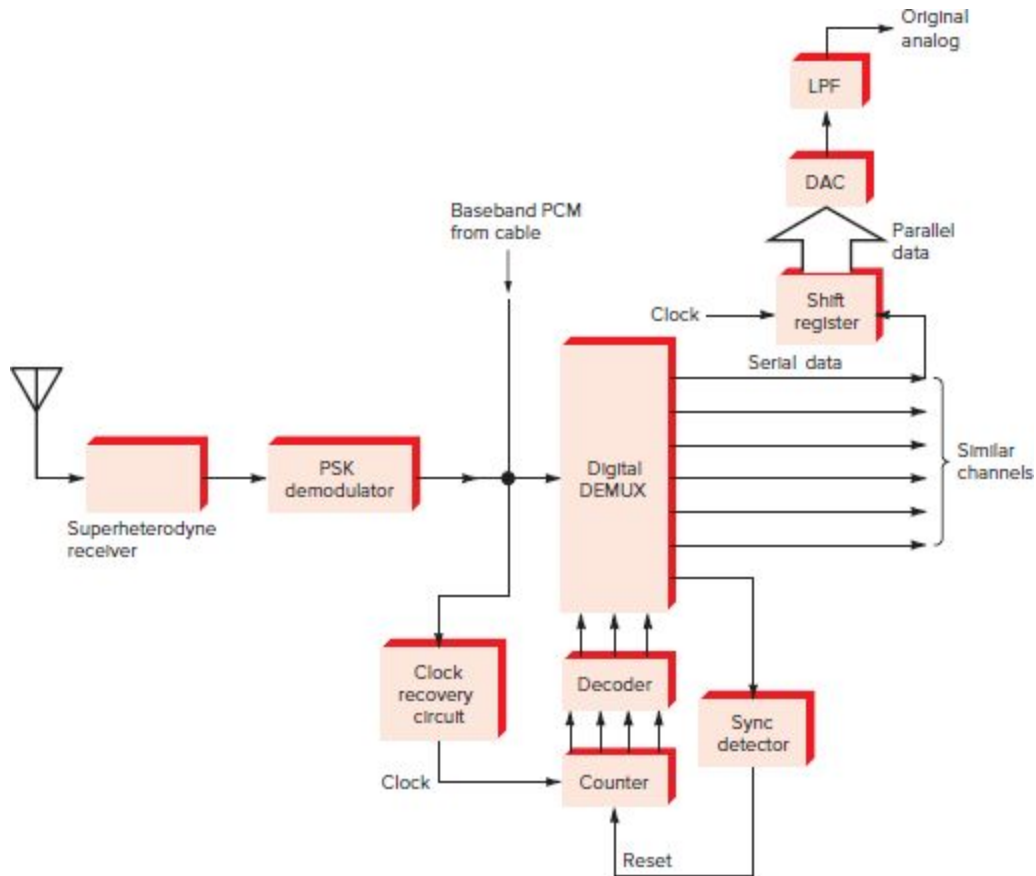 Original
analog
LPF
DAC
Baseband PCM
from cable
Parallel
data
Shift
register
Clock
Serial data
PSK
demodulator
Digital
DEMUX
Similar
channels
Superheterodyne
receiver
Clock
recovery
circuit
Decoder
Sync
detector
Clock
Counter
Reset